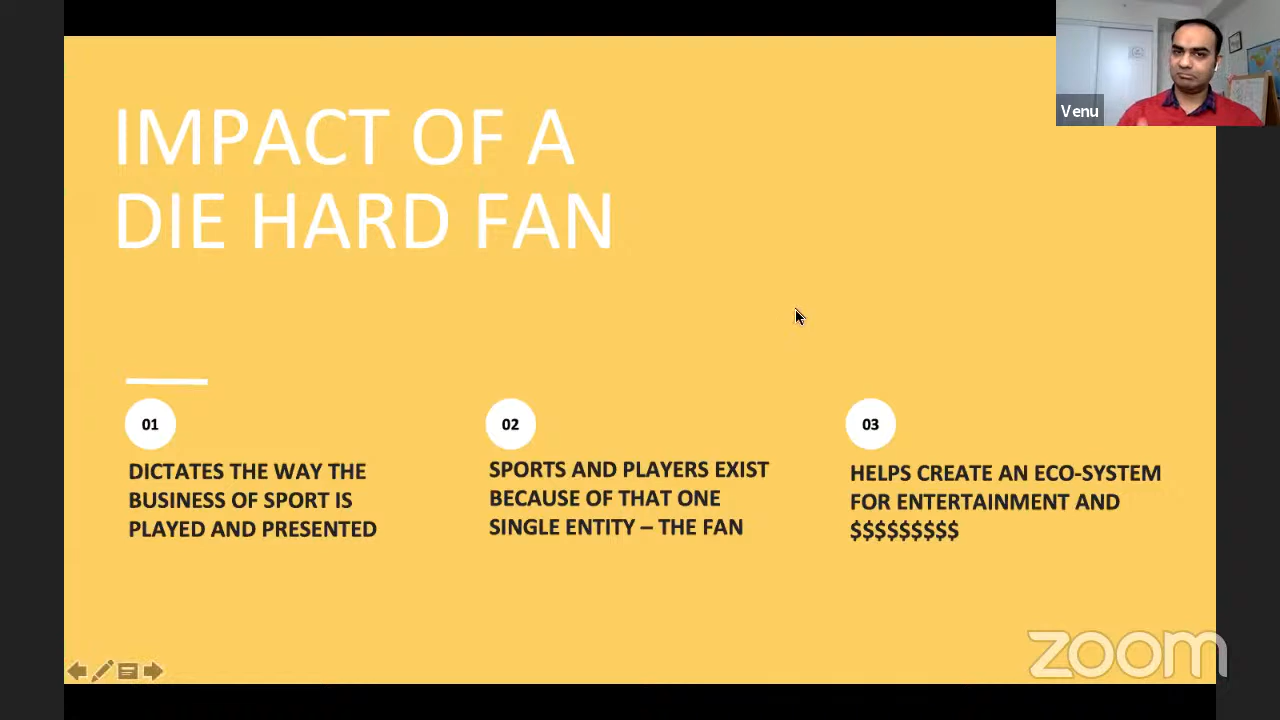 IMPACT OF A
DIE HARD FAN
01
DICTATES THE WAY THE
BUSINESS OF SPORT IS
PLAYED AND PRESENTED
02
SPORTS AND PLAYERS EXIST
BECAUSE OF THAT ONE
SINGLE ENTITY – THE FAN
03
HELPS CREATE AN ECO-SYSTEM
FOR ENTERTAINMENT AND
$$$$$$$$$
Venu
zoom